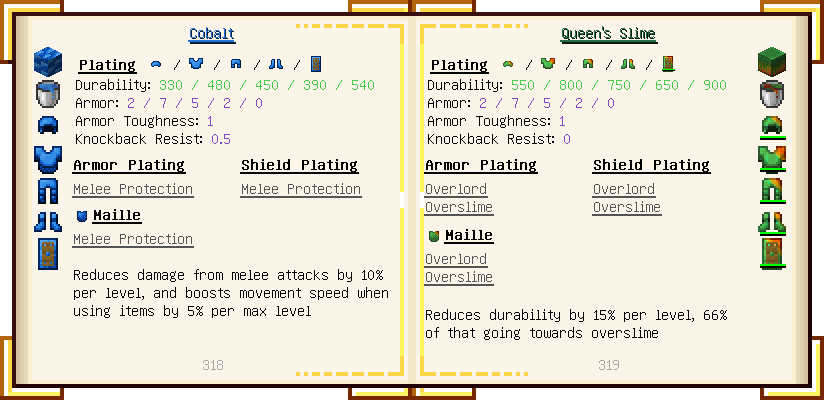 Cobalt
Plating / / / /
Durability: 330 / 480 / 450 / 390 / 540
Armor: 2 / 7 / 5 / 2 / 0
Armor Toughness: 1
Knockback Resist: 0.5
Armor Plating
Melee Protection
Shield Plating
Melee Protection
Maille
Melee Protection
Reduces damage from melee attacks by 10%
per level, and boosts movement speed when
using items by 5% per max level
318
Queen's Slime
Plating / / / /
Durability: 550 / 800 / 750 / 650 / 900
Armor: 2 / 7 / 5 / 2 / 0
Armor Toughness: 1
Knockback Resist: 0
Armor Plating
Overlord
Overslime
Shield Plating
Overlord
Overslime
Maille
Overlord
Overslime
Reduces durability by 15% per level, 66%
of that going towards overslime
319